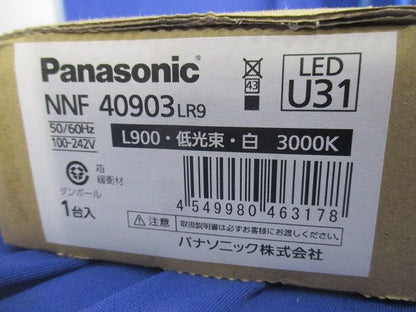 Panasonic
NNF 40903 LR9
50/60Hz
100-242V
43
LED
U31
L900・低光束・白 3000K
箱
緩衝材
ダンボール
1台入
4 549980 463178
注意
取扱説明書は必ずお客様に
お渡しください。
パナソニック株式会社